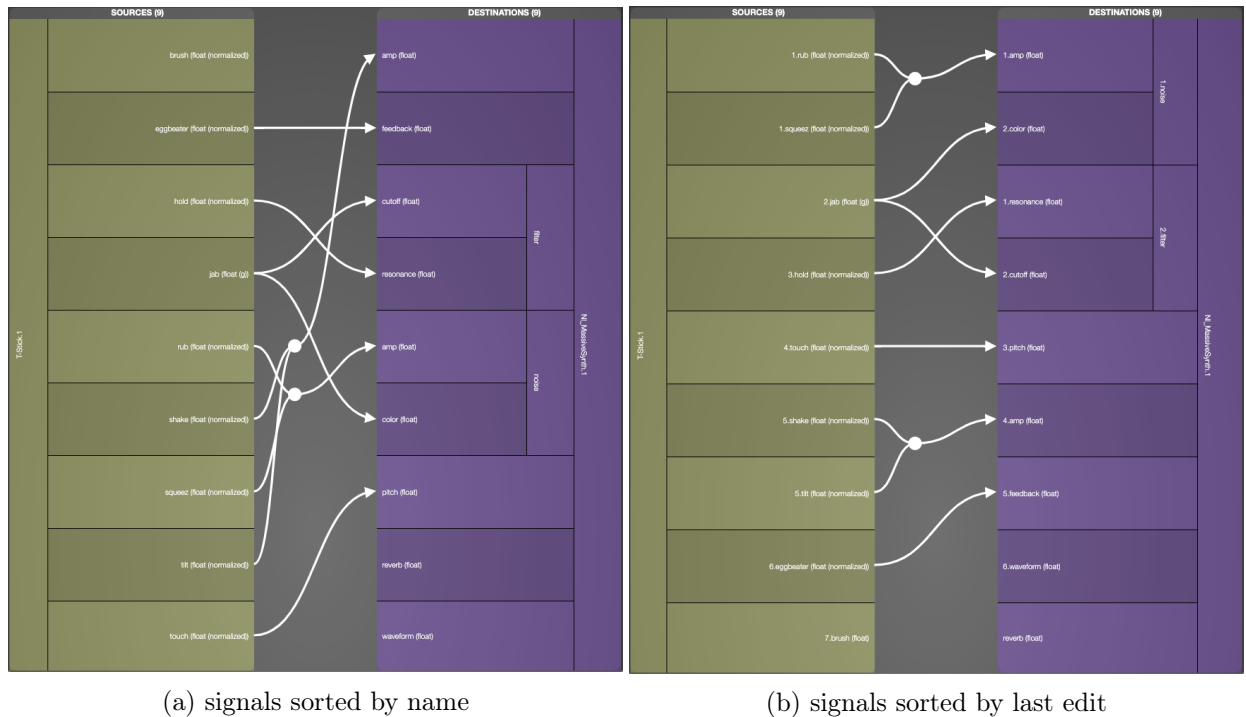 SOURCES (9)
DESTINATIONS (9)
T-Stick.1
brush (float (normalized))
eggbeater (float (normalized))
hold (float (normalized))
jab (float (g))
rub (float (normalized))
shake (float (normalized))
squeez (float (normalized))
tilt (float (normalized))
touch (float (normalized))
amp (float)
feedback (float)
cutoff (float)
resonance (float)
filter
amp (float)
color (float)
noise
pitch (float)
reverb (float)
waveform (float)
NI_MassiveSynth.1
(a) signals sorted by name
SOURCES (9)
DESTINATIONS (9)
T-Stick.1
1.rub (float (normalized))
1.squeez (float (normalized))
2.jab (float (g))
3.hold (float (normalized))
4.touch (float (normalized))
5.shake (float (normalized))
5.tilt (float (normalized))
6.eggbeater (float (normalized))
7.brush (float)
1.amp (float)
2.color (float)
1.noise
1.resonance (float)
2.cutoff (float)
2.filter
3.pitch (float)
4.amp (float)
5.feedback (float)
6.waveform (float)
reverb (float)
NI_MassiveSynth.1
(b) signals sorted by last edit